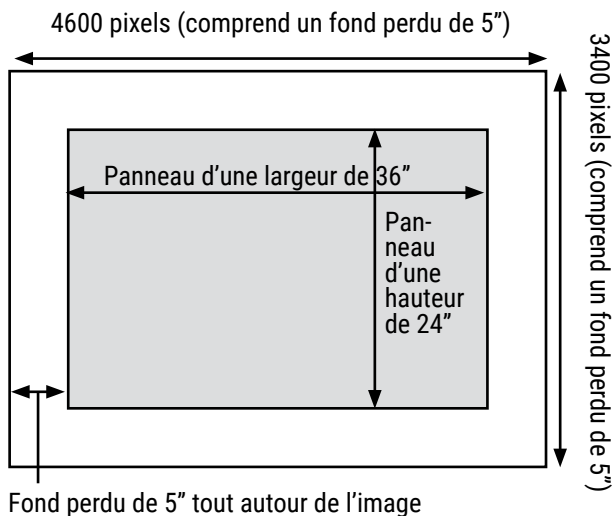 4600 pixels (comprend un fond perdu de 5”)
3400 pixels (comprend un fond perdu de 5”)
Panneau d’une largeur de 36”
Pan-
neau
d’une
hauteur
de 24”
Fond perdu de 5” tout autour de l’image